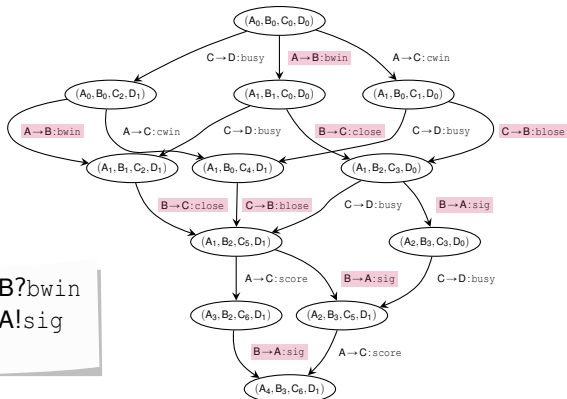 (A₀, B₀, C₀, D₀)
C→D:busy A→B:bwin A→C:cwin
(A₀, B₀, C₂, D₁) (A₁, B₁, C₀, D₀) (A₁, B₀, C₁, D₀)
A→B:bwin A→C:cwin C→D:busy B→C:close C→D:busy C→B:blose
(A₁, B₁, C₂, D₁) (A₁, B₀, C₄, D₁) (A₁, B₂, C₃, D₀)
B→C:close C→B:blose C→D:busy B→A:sig
(A₁, B₂, C₅, D₁) (A₂, B₃, C₃, D₀)
A→C:score B→A:sig C→D:busy
B?bwin
A!sig
(A₃, B₂, C₆, D₁) (A₂, B₃, C₅, D₁)
B→A:sig A→C:score
(A₄, B₃, C₆, D₁)